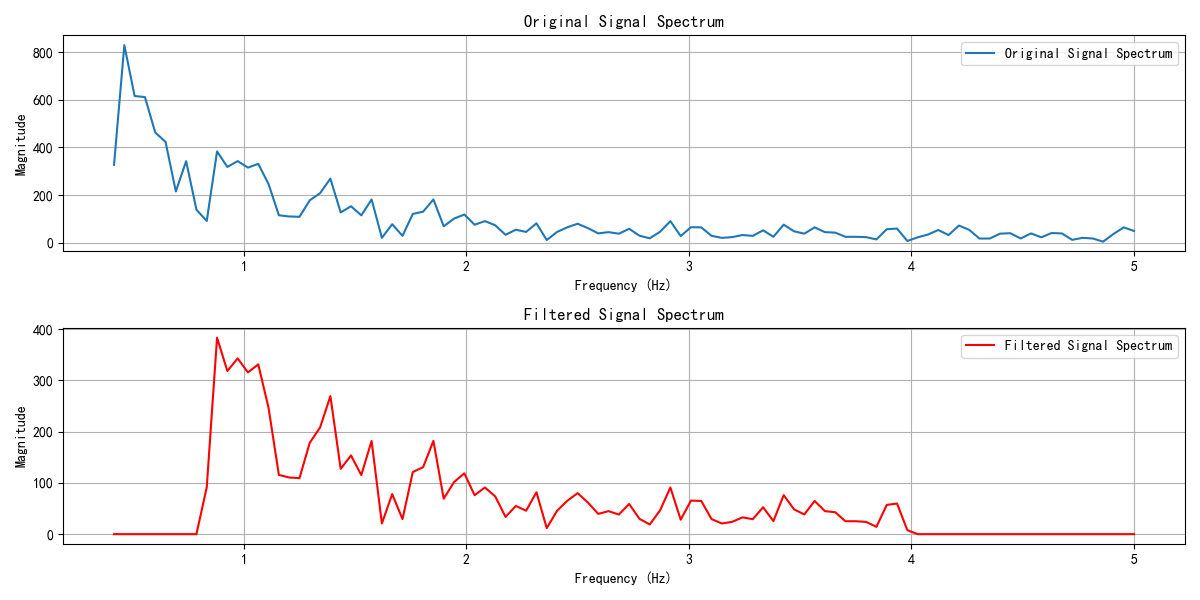 Original Signal Spectrum
800
600
400
200
0
Magnitude
Original Signal Spectrum
1
2
3
4
5
Frequency (Hz)
Filtered Signal Spectrum
400
300
200
100
0
Magnitude
Filtered Signal Spectrum
1
2
3
4
5
Frequency (Hz)